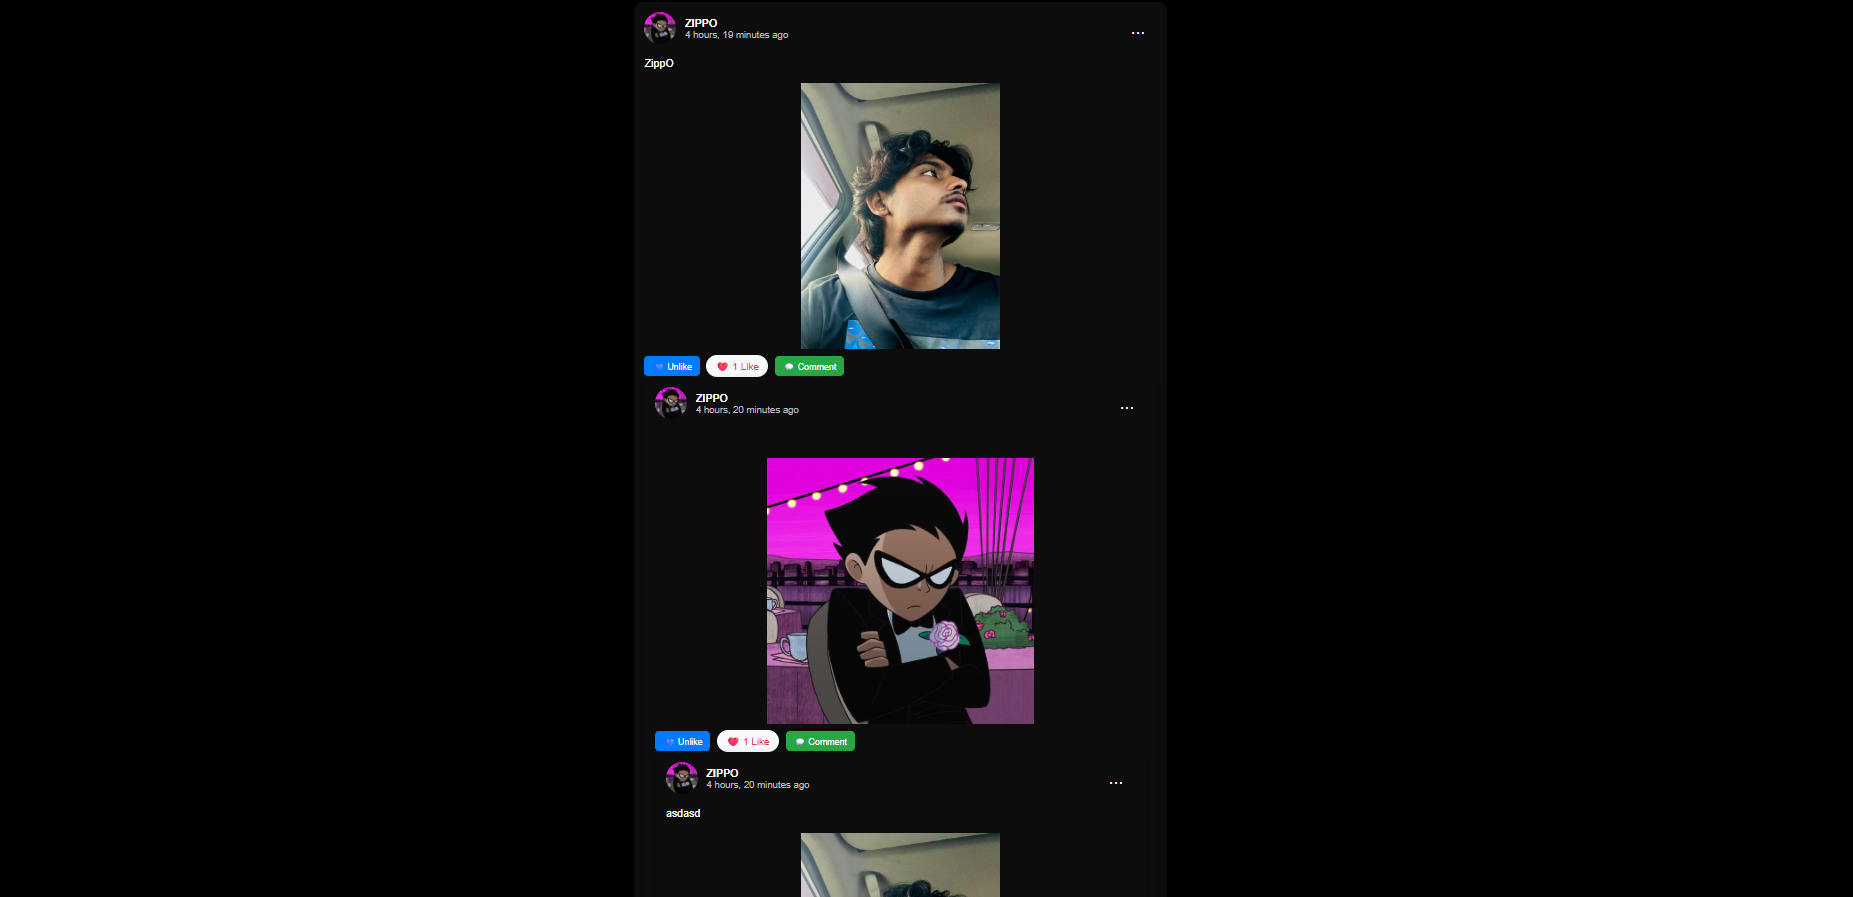 ZIPPO
4 hours, 19 minutes ago
...
ZippO
Unlike
1 Like
Comment
ZIPPO
4 hours, 20 minutes ago
...
Unlike
1 Like
Comment
ZIPPO
4 hours, 20 minutes ago
...
asdasd